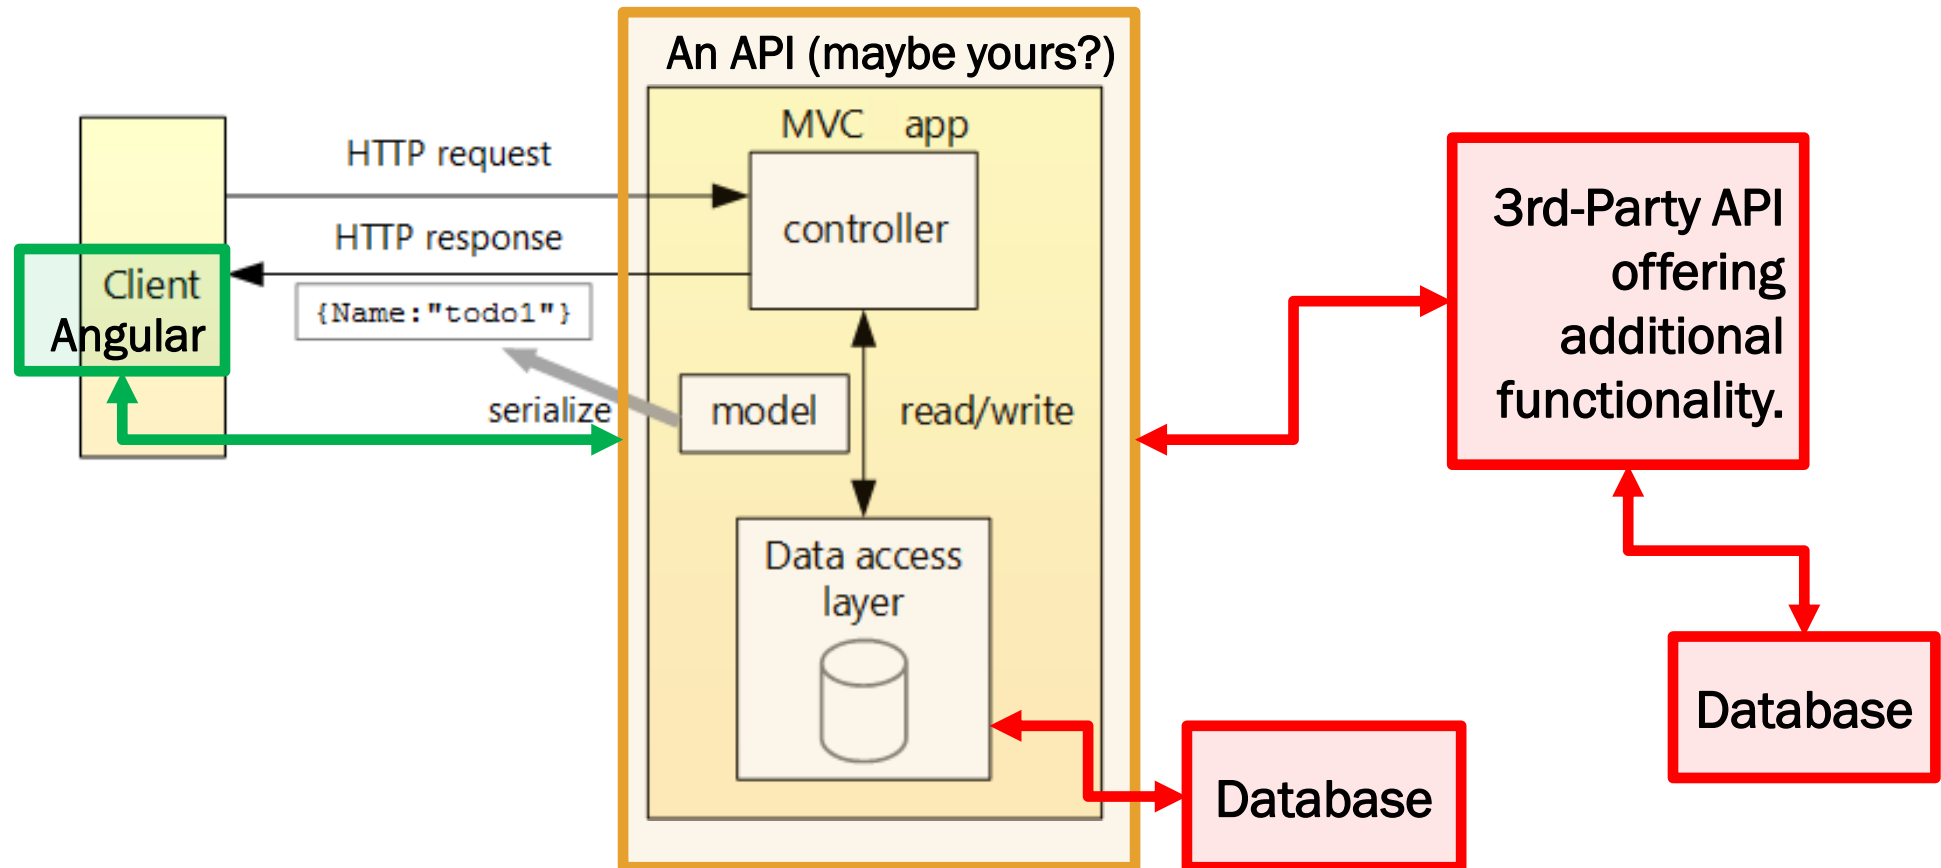 An API (maybe yours?)
MVC app
HTTP request
controller
HTTP response
Client
Angular
{Name:"todo1"}
serialize
model
read/write
Data access
layer
Database
3rd-Party API
offering
additional
functionality.
Database